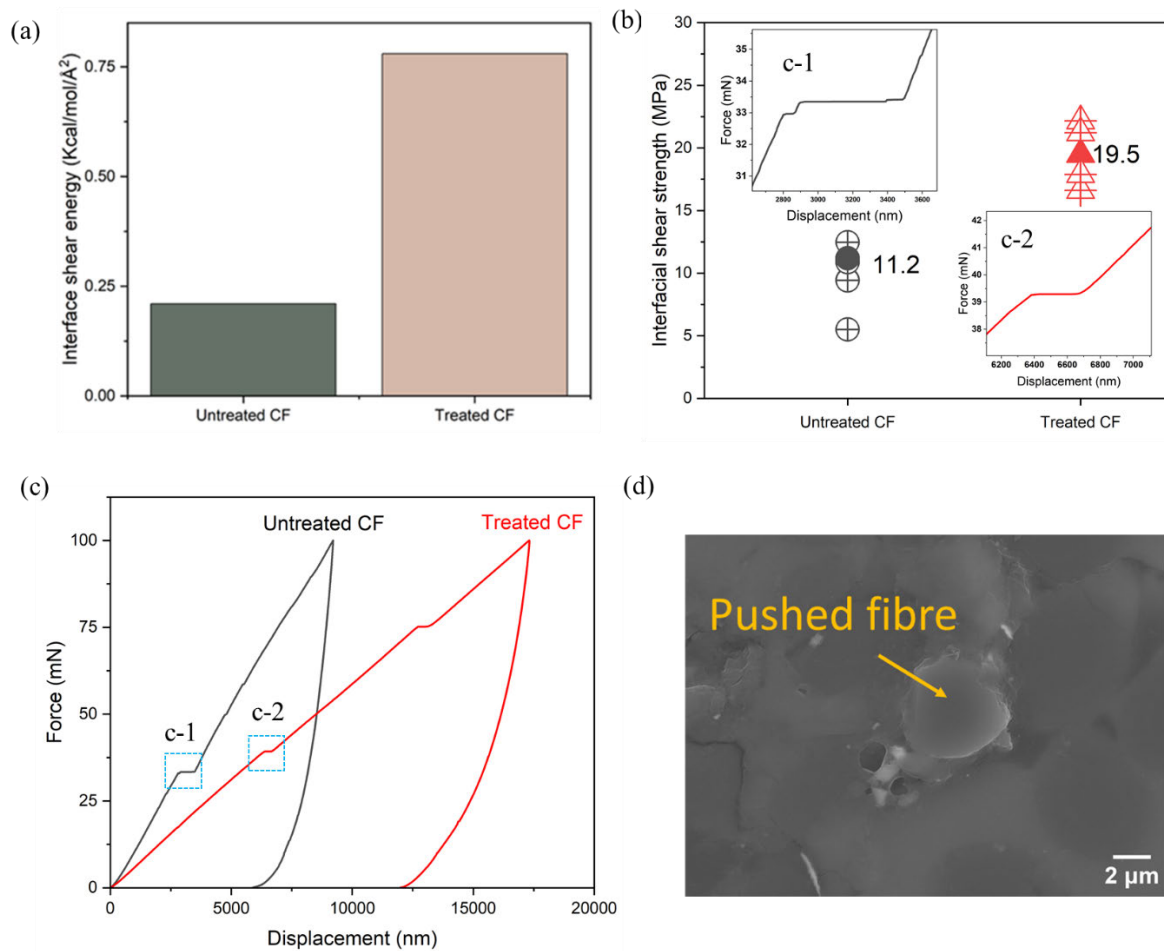 (a)
Interface shear energy (Kcal/mol/Å²)
0.75
0.50
0.25
0.00
Untreated CF
Treated CF
(b)
Interfacial shear strength (MPa)
30
25
20
15
10
5
0
Untreated CF
Treated CF
11.2
19.5
c-1
Force (mN)
35
34
33
32
31
2800
3000
3200
3400
3600
Displacement (nm)
c-2
Force (mN)
42
41
40
39
38
6200
6400
6600
6800
7000
Displacement (nm)
(c)
Force (mN)
100
75
50
25
0
Untreated CF
Treated CF
c-1
c-2
0
5000
10000
15000
20000
Displacement (nm)
(d)
Pushed fibre
2 μm